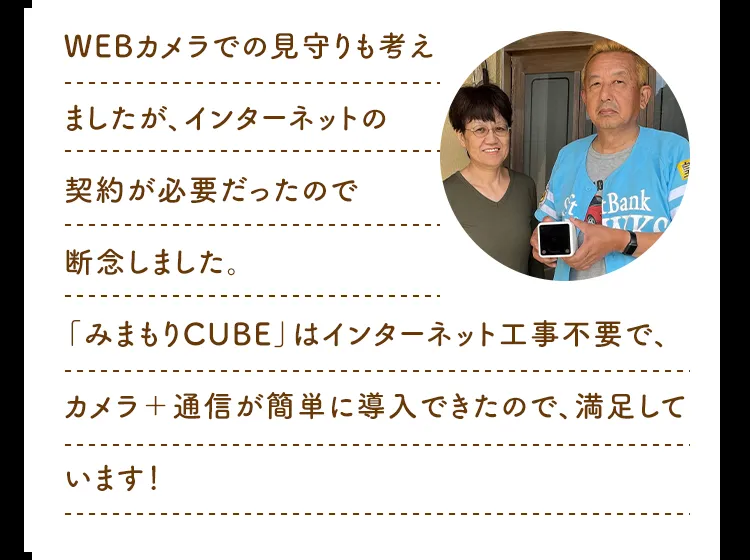 WEBカメラでの見守りも考え
ましたが、インターネットの
契約が必要だったので
断念しました。
「みまもりCUBE」はインターネット工事不要で、
カメラ＋通信が簡単に導入できたので、満足して
います！
Bank